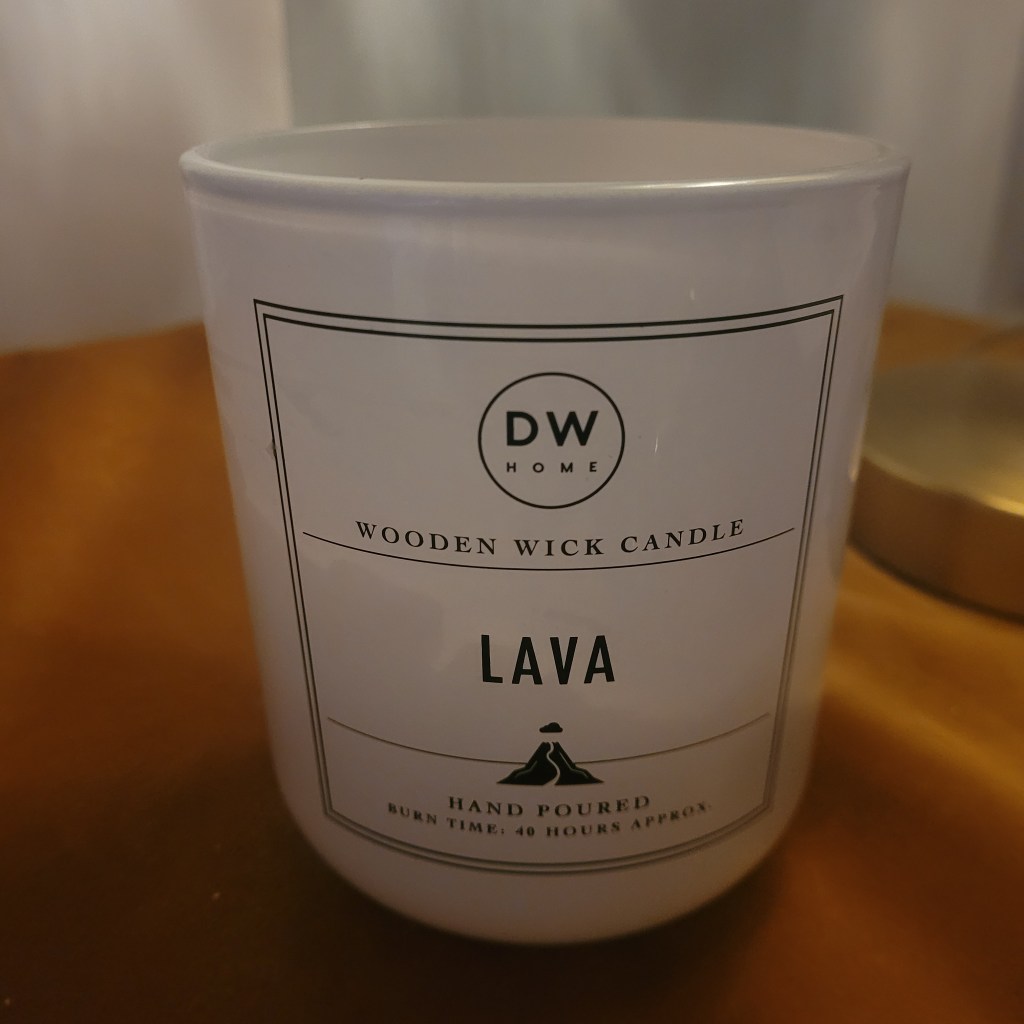 DW
HOME
WOODEN WICK CANDLE
LAVA
HAND POURED
BURN TIME: 40 HOURS APPROX.